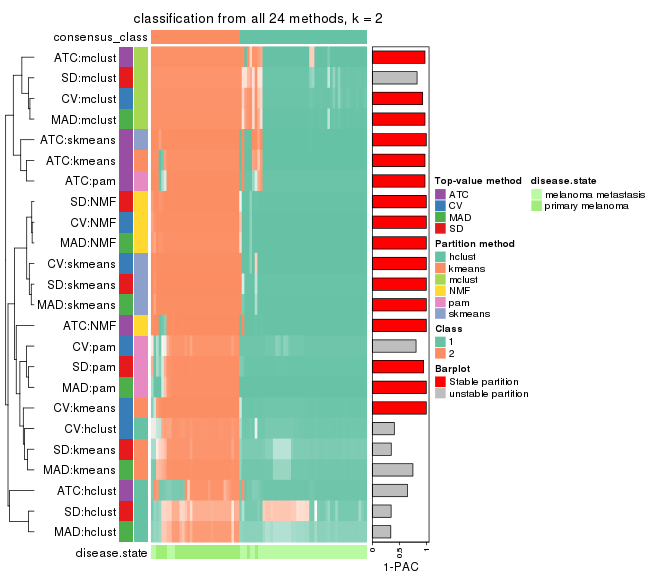 classification from all 24 methods, k = 2
consensus_class
ATC:mclust
SD:mclust
CV:mclust
MAD:mclust
ATC:skmeans
ATC:kmeans
ATC:pam
SD:NMF
CV:NMF
MAD:NMF
CV:skmeans
SD:skmeans
MAD:skmeans
ATC:NMF
CV:pam
SD:pam
MAD:pam
CV:kmeans
CV:hclust
SD:kmeans
MAD:kmeans
ATC:hclust
SD:hclust
MAD:hclust
disease.state
0
0.5
1
1-PAC
Top-value method
ATC
CV
MAD
SD
Partition method
hclust
kmeans
mclust
NMF
pam
skmeans
Class
1
2
Barplot
Stable partition
unstable partition
disease.state
melanoma metastasis
primary melanoma